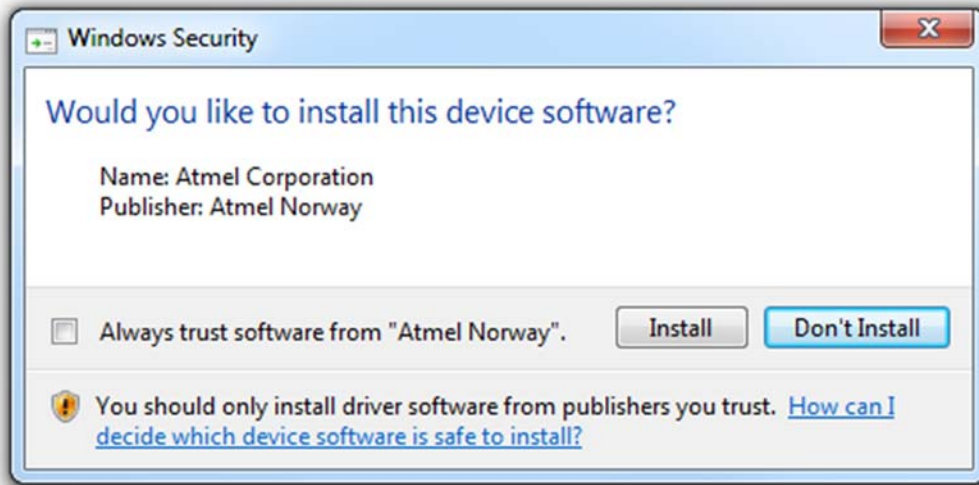 Windows Security
Would you like to install this device software?
Name: Atmel Corporation
Publisher: Atmel Norway
Always trust software from "Atmel Norway".
Install
Don't Install
You should only install driver software from publishers you trust. How can I
decide which device software is safe to install?